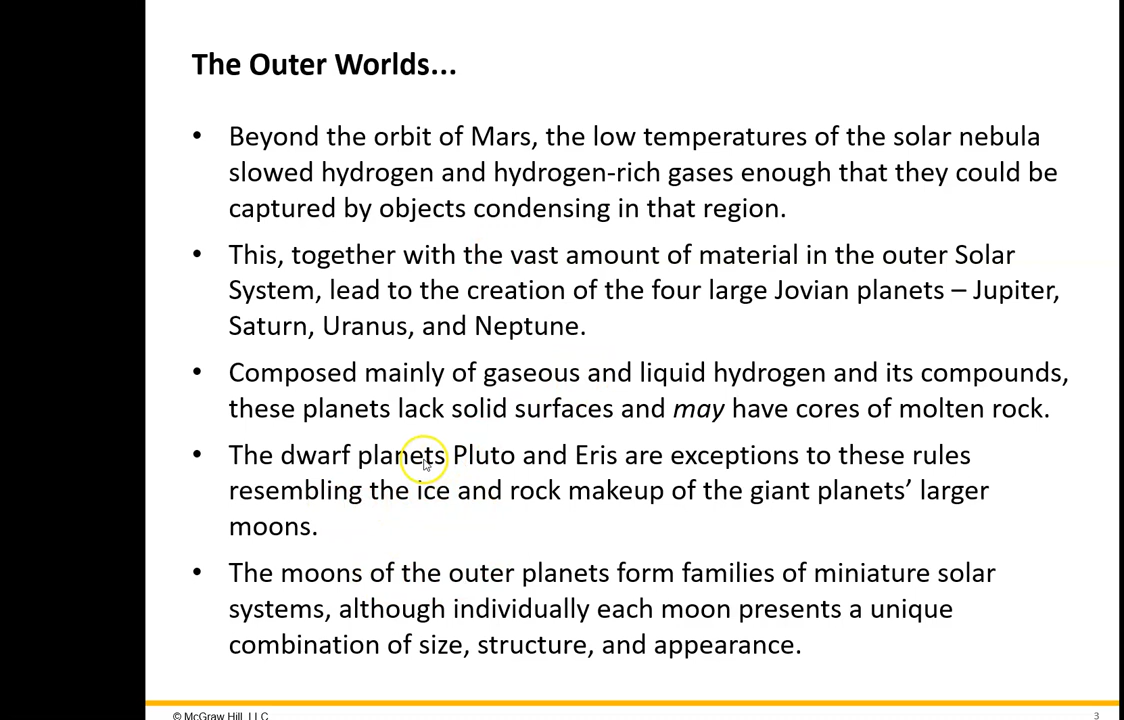 The Outer Worlds...
• Beyond the orbit of Mars, the low temperatures of the solar nebula
slowed hydrogen and hydrogen-rich gases enough that they could be
captured by objects condensing in that region.
• This, together with the vast amount of material in the outer Solar
System, lead to the creation of the four large Jovian planets – Jupiter,
Saturn, Uranus, and Neptune.
• Composed mainly of gaseous and liquid hydrogen and its compounds,
these planets lack solid surfaces and may have cores of molten rock.
• The dwarf planets Pluto and Eris are exceptions to these rules
resembling the ice and rock makeup of the giant planets’ larger
moons.
• The moons of the outer planets form families of miniature solar
systems, although individually each moon presents a unique
combination of size, structure, and appearance.
© McGraw Hill, LLC
3